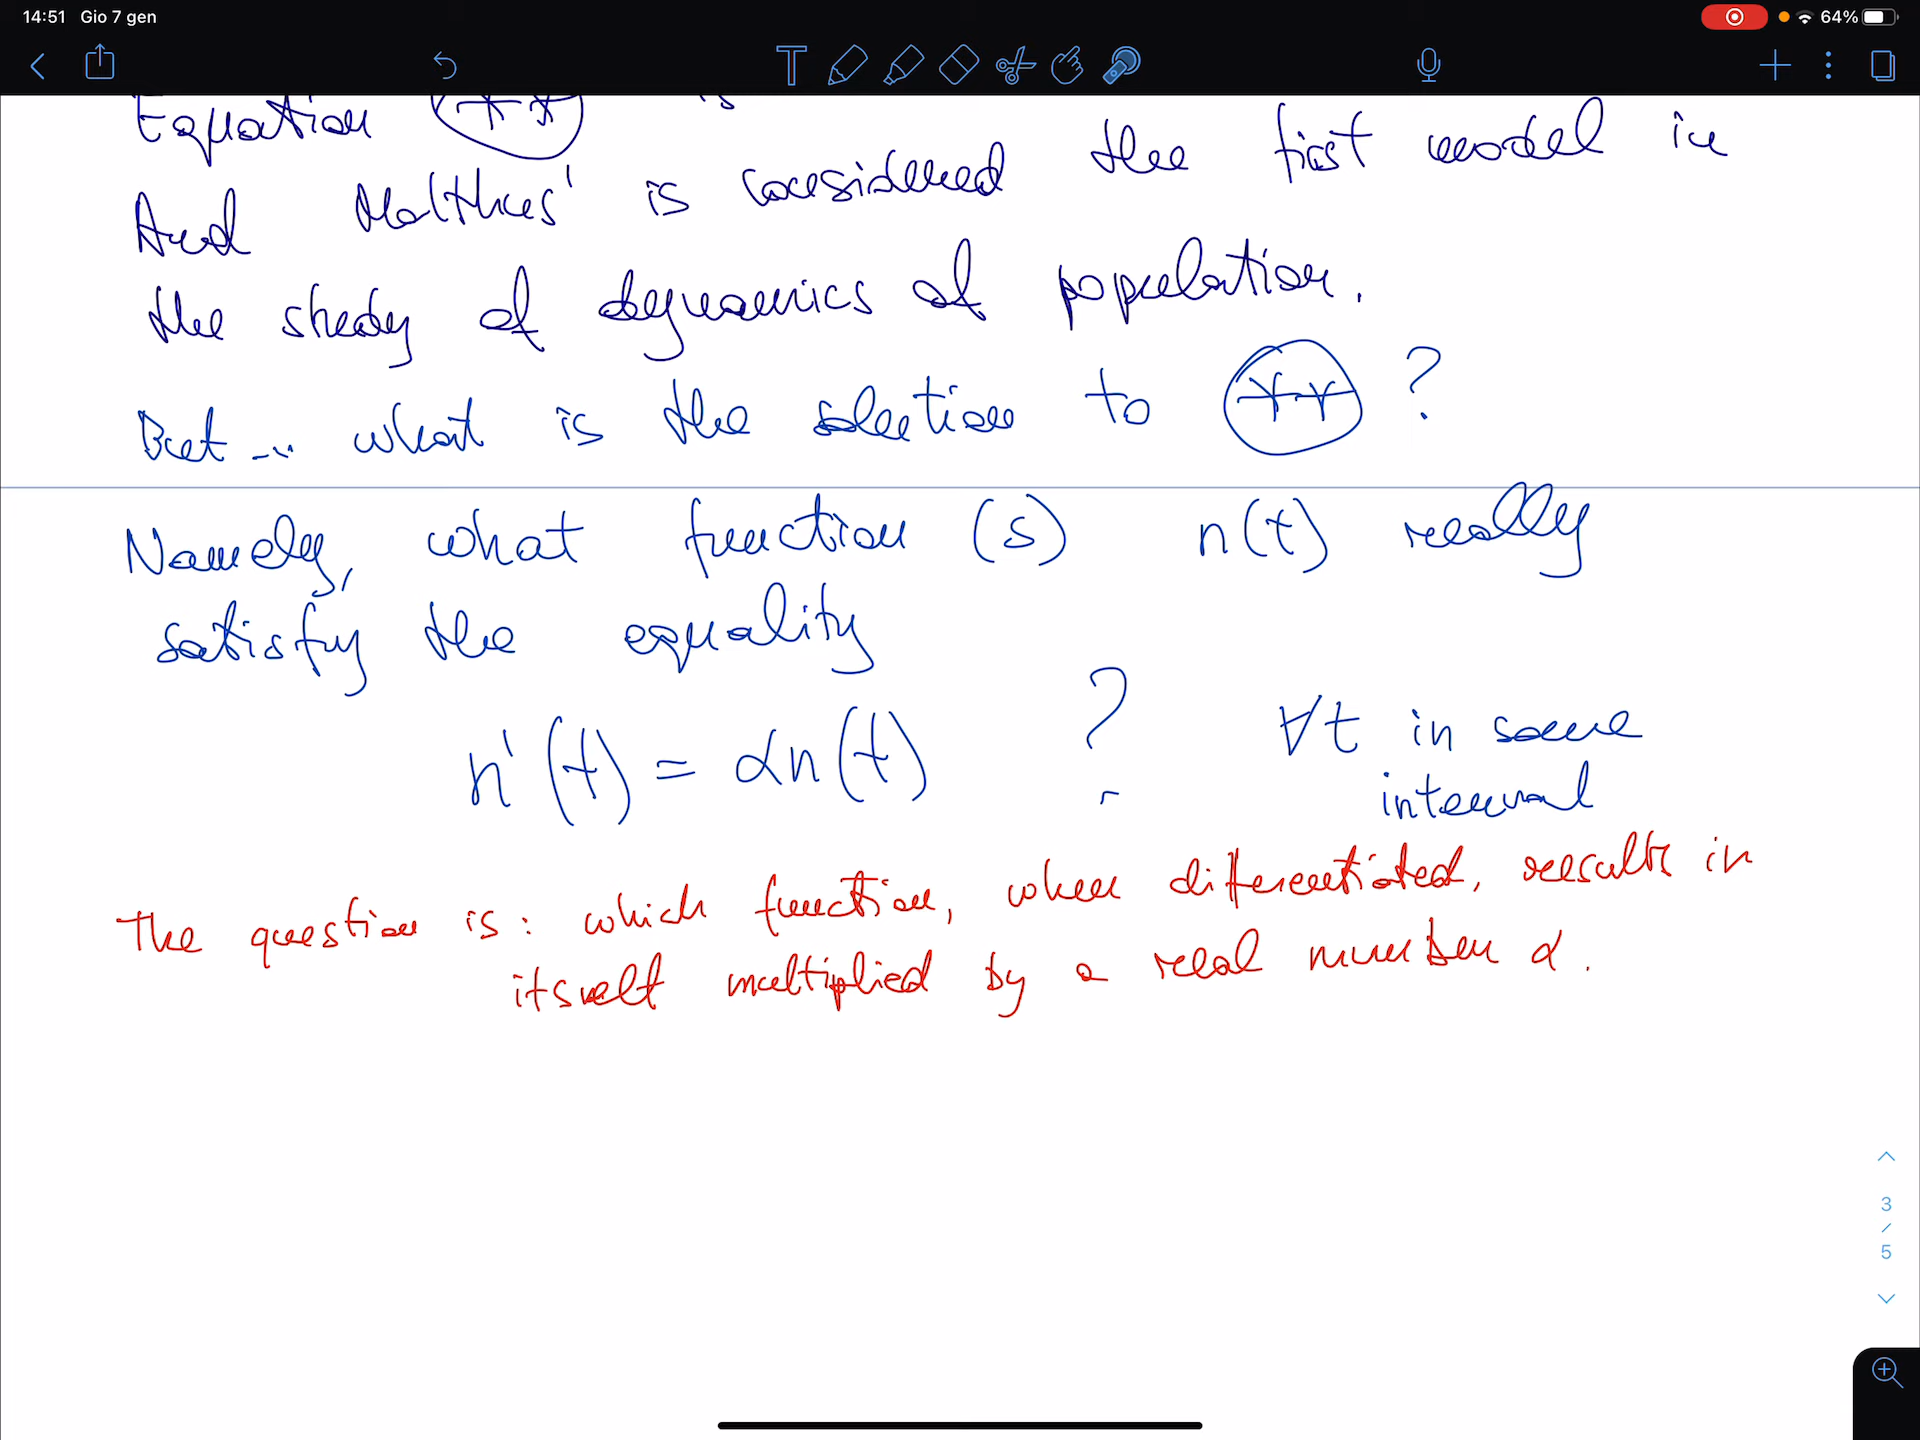 14:51 Gio 7 gen 64%
Equation ** is
And Malthus' is considered the first model in
the study of dynamics of population.
But ... what is the solution to ** ?
Namely, what function (s) n(t) really
satisfy the equality
n'(t) = αn(t) ? ∀t in some
interval
The question is: which function, when differentiated, results in
itself multiplied by a real number α.
3
/
5